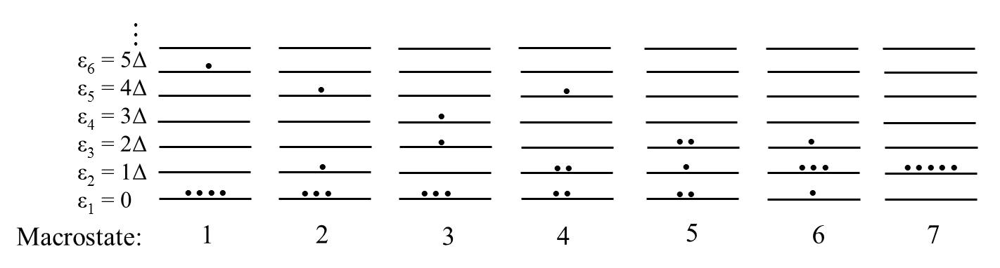 ⋮
ε₆ = 5Δ
ε₅ = 4Δ
ε₄ = 3Δ
ε₃ = 2Δ
ε₂ = 1Δ
ε₁ = 0
Macrostate: 1 2 3 4 5 6 7